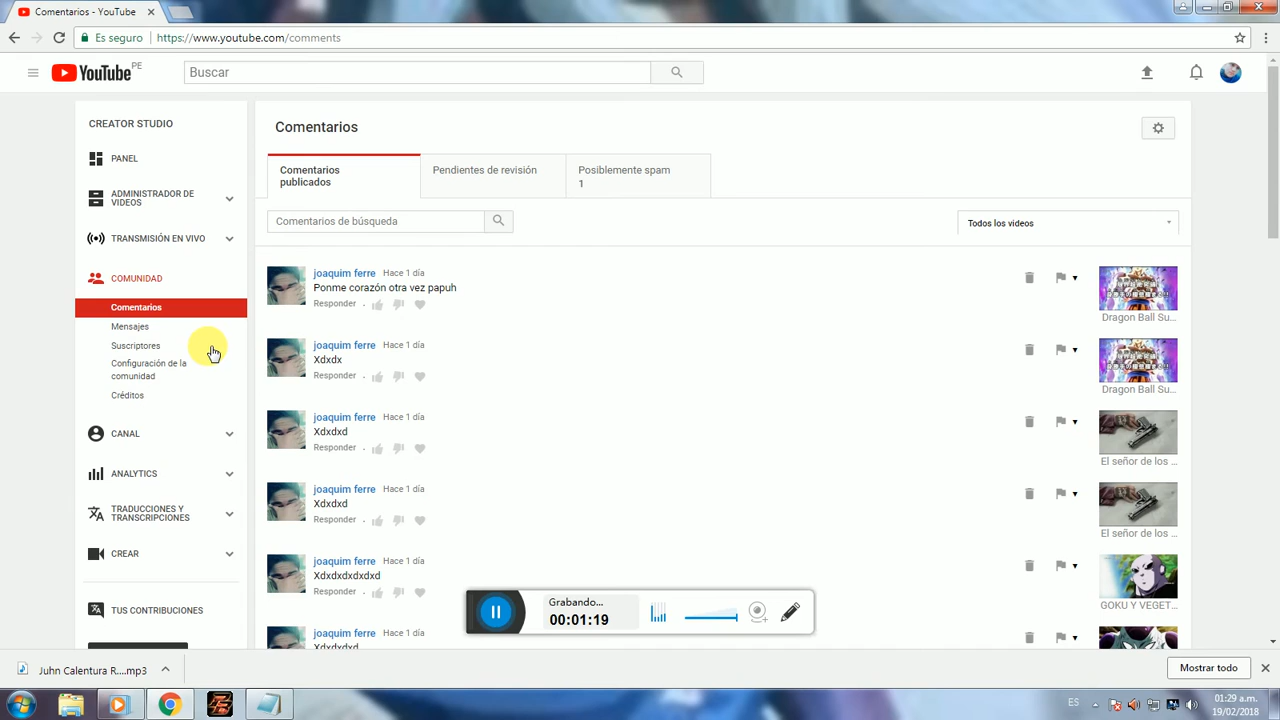 Comentarios - YouTube
Es seguro
https://www.youtube.com/comments
YouTube PE
Buscar
CREATOR STUDIO
PANEL
ADMINISTRADOR DE
VIDEOS
TRANSMISIÓN EN VIVO
COMUNIDAD
Comentarios
Mensajes
Suscriptores
Configuración de la
comunidad
Créditos
CANAL
ANALYTICS
TRADUCCIONES Y
TRANSCRIPCIONES
CREAR
TUS CONTRIBUCIONES
Comentarios
Comentarios
publicados
Pendientes de revisión
Posiblemente spam
1
Comentarios de búsqueda
Todos los videos
joaquim ferre Hace 1 día
Ponme corazón otra vez papuh
Responder .
Dragon Ball Su...
joaquim ferre Hace 1 día
Xdxdx
Responder .
Dragon Ball Su...
joaquim ferre Hace 1 día
Xdxdxd
Responder .
El señor de los ...
joaquim ferre Hace 1 día
Xdxdxd
Responder .
El señor de los ...
joaquim ferre Hace 1 día
Xdxdxdxdxdxd
Responder .
GOKU Y VEGET...
joaquim ferre Hace 1 día
Grabando...
00:01:19
Juhn Calentura R....mp3
Mostrar todo
ES
01:29 a.m.
19/02/2018